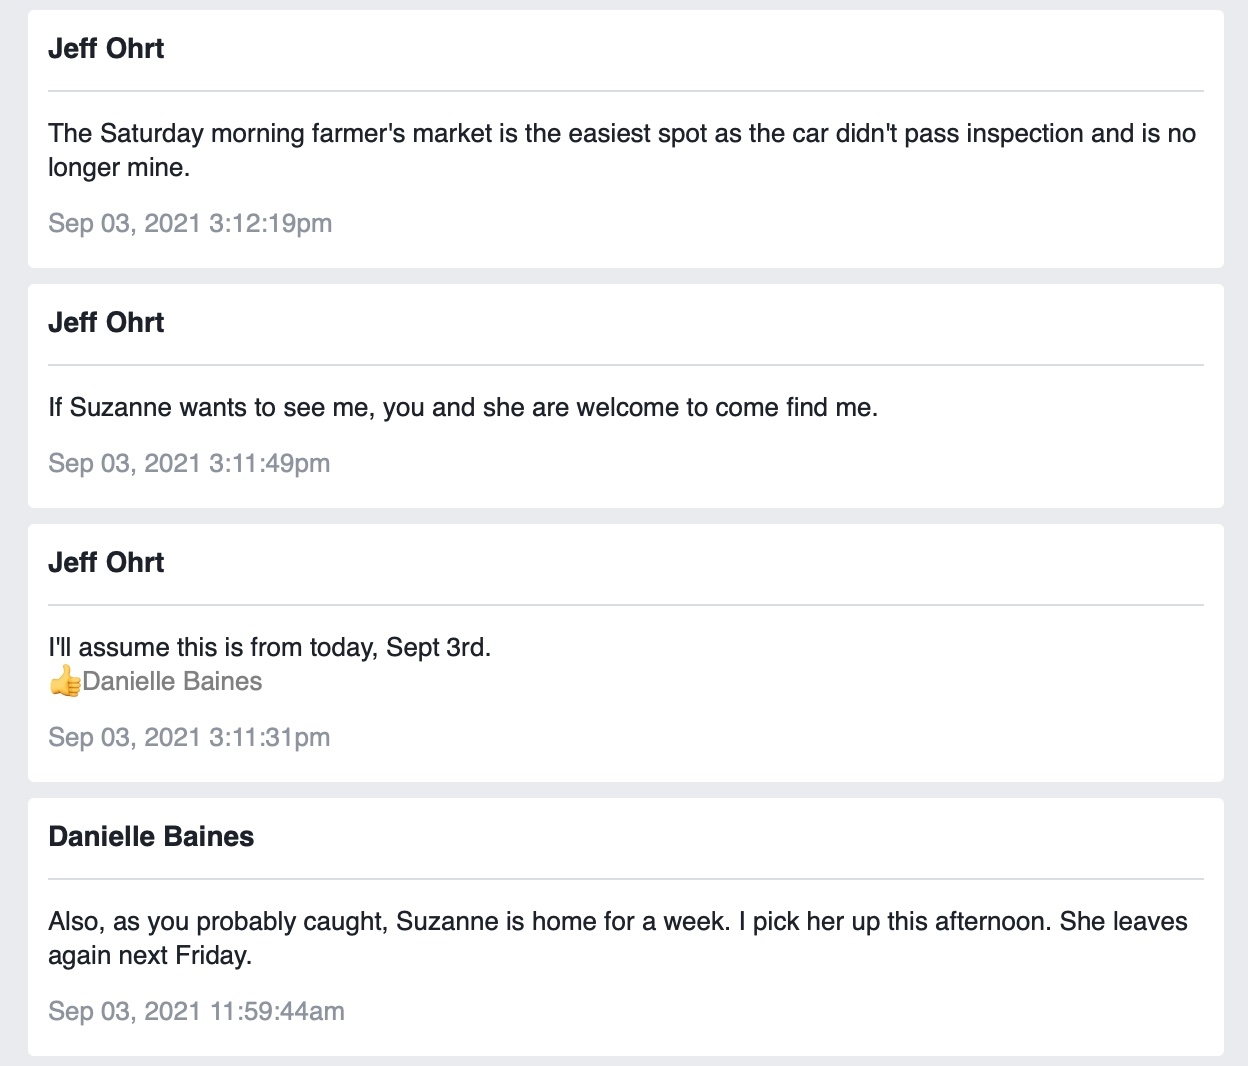 Jeff Ohrt
The Saturday morning farmer's market is the easiest spot as the car didn't pass inspection and is no
longer mine.
Sep 03, 2021 3:12:19pm
Jeff Ohrt
If Suzanne wants to see me, you and she are welcome to come find me.
Sep 03, 2021 3:11:49pm
Jeff Ohrt
I'll assume this is from today, Sept 3rd.
👍Danielle Baines
Sep 03, 2021 3:11:31pm
Danielle Baines
Also, as you probably caught, Suzanne is home for a week. I pick her up this afternoon. She leaves
again next Friday.
Sep 03, 2021 11:59:44am